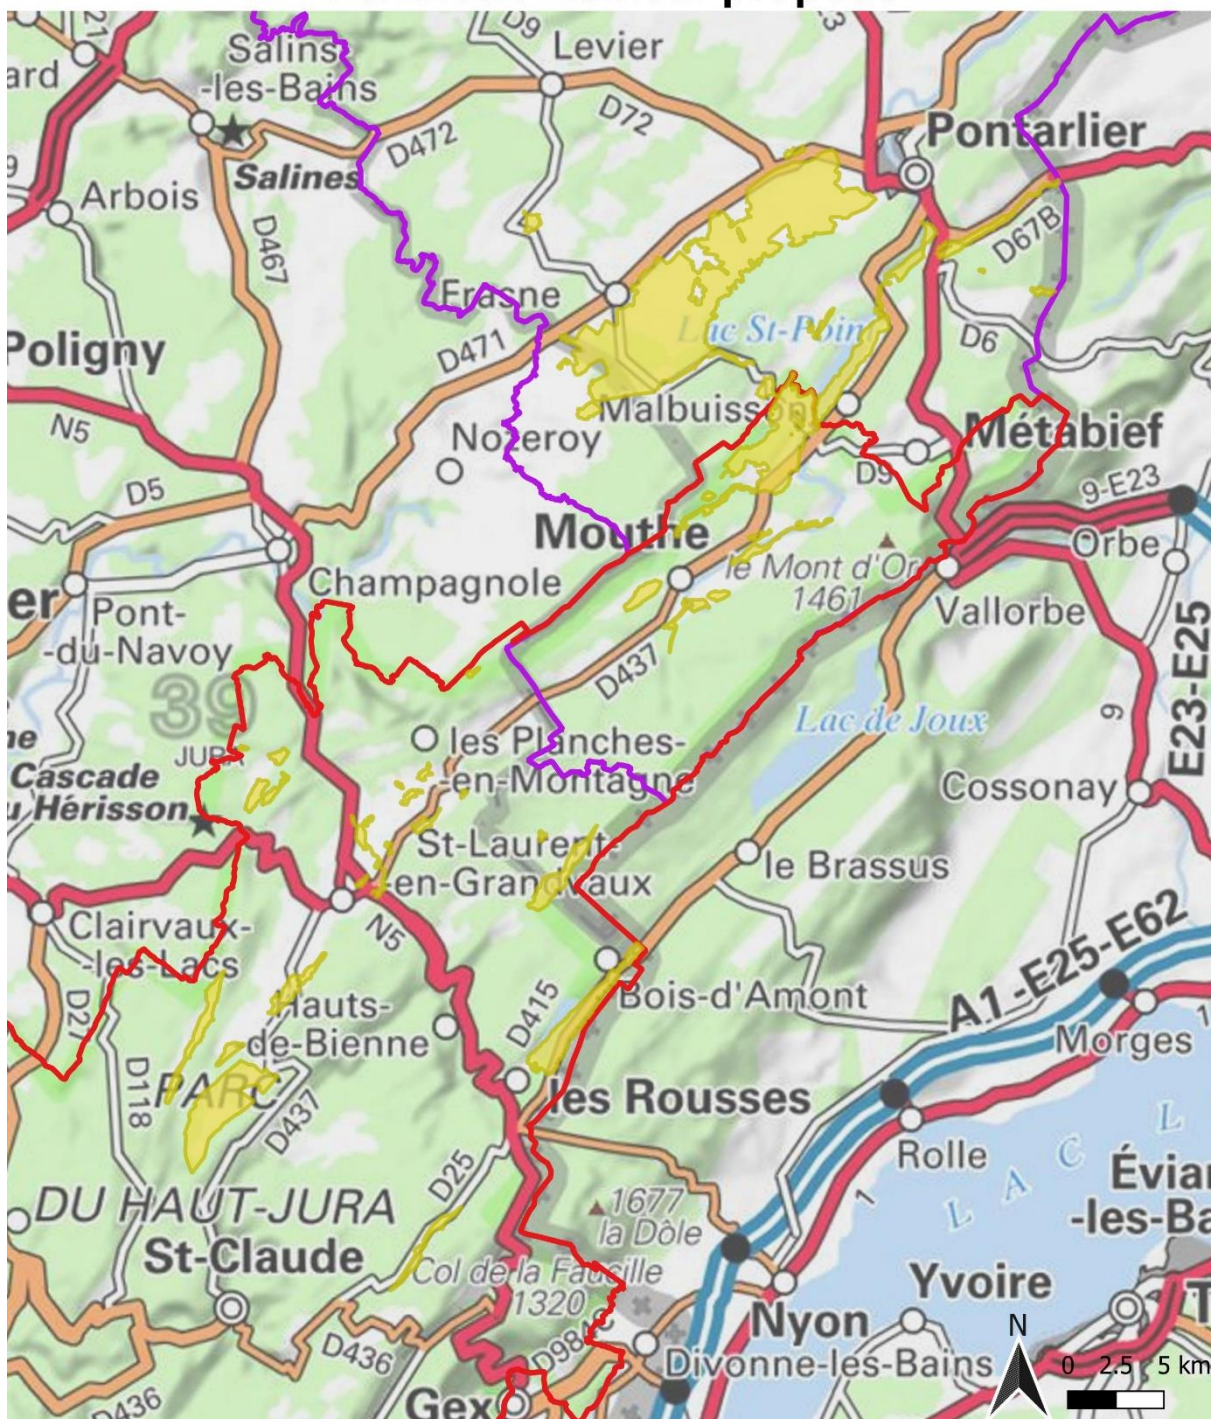 D9
Levier
Salins
-les-Bains
D72
D472
Pontarlier
Salines
Arbois
D467
D67B
Frasne
Lac St-Poin
D6
Poligny
D471
Malbuisson
N5
Nozeroy
Métabief
D5
D9
9-E23
Mouthe
Orbe
Champagnole
le Mont d'Or
1461
Vallorbe
Pont-
-du-Navoy
D437
E23-E25
39
JURA
Lac de Joux
9
les Planches-
-en-Montagne
Cascade
u Hérisson
Cossonay
St-Laurent-
-en-Grandvaux
le Brassus
Clairvaux-
-les-Lacs
N5
A1-E25-E62
D27
Hauts-
-de-Bienne
D415
Bois-d'Amont
Morges
D118
PARC
D437
les Rousses
Rolle
L A C L
D25
1
Évian
-les-Ba
DU HAUT-JURA
1677
la Dôle
St-Claude
Col de la Faucille
1320
Yvoire
Nyon
N
D436
D984
Divonne-les-Bains
0 2.5 5 km
D436
Gex